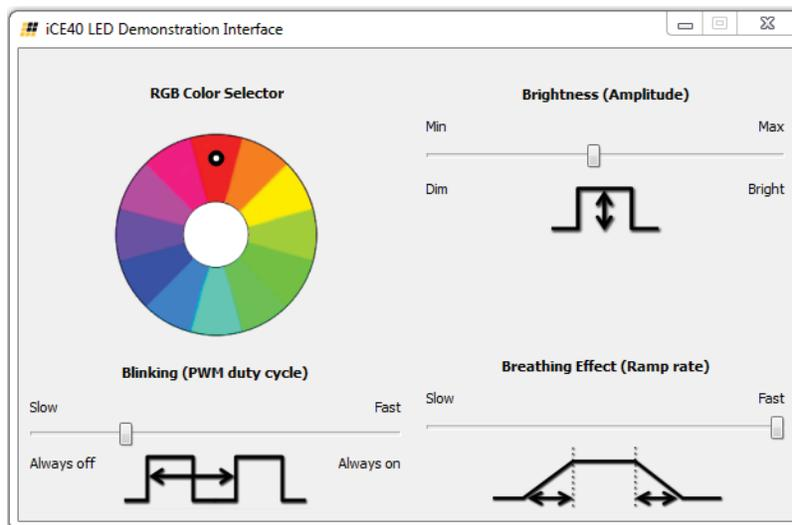 iCE40 LED Demonstration Interface
RGB Color Selector
Brightness (Amplitude)
Min Max
Dim Bright
Blinking (PWM duty cycle)
Slow Fast
Always off Always on
Breathing Effect (Ramp rate)
Slow Fast